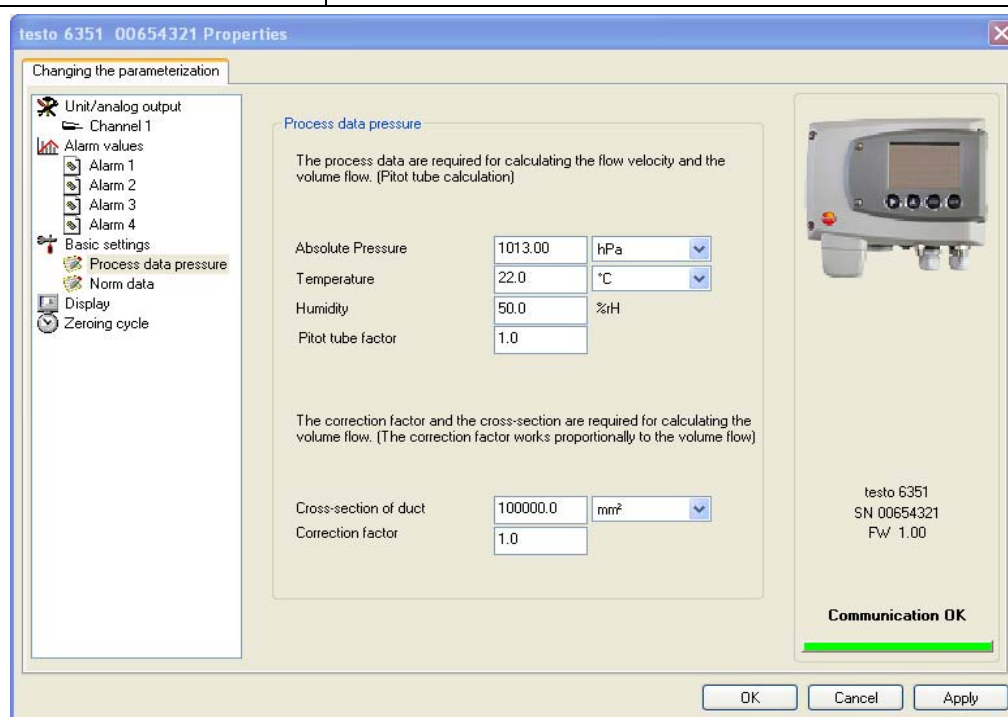 testo 6351 00654321 Properties
Changing the parameterization
Unit/analog output
Channel 1
Alarm values
Alarm 1
Alarm 2
Alarm 3
Alarm 4
Basic settings
Process data pressure
Norm data
Display
Zeroing cycle
Process data pressure
The process data are required for calculating the flow velocity and the
volume flow. (Pitot tube calculation)
Absolute Pressure 1013.00 hPa
Temperature 22.0 °C
Humidity 50.0 %rH
Pitot tube factor 1.0
The correction factor and the cross-section are required for calculating the
volume flow. (The correction factor works proportionally to the volume flow)
Cross-section of duct 100000.0 mm²
Correction factor 1.0
testo 6351
SN 00654321
FW 1.00
Communication OK
OK Cancel Apply